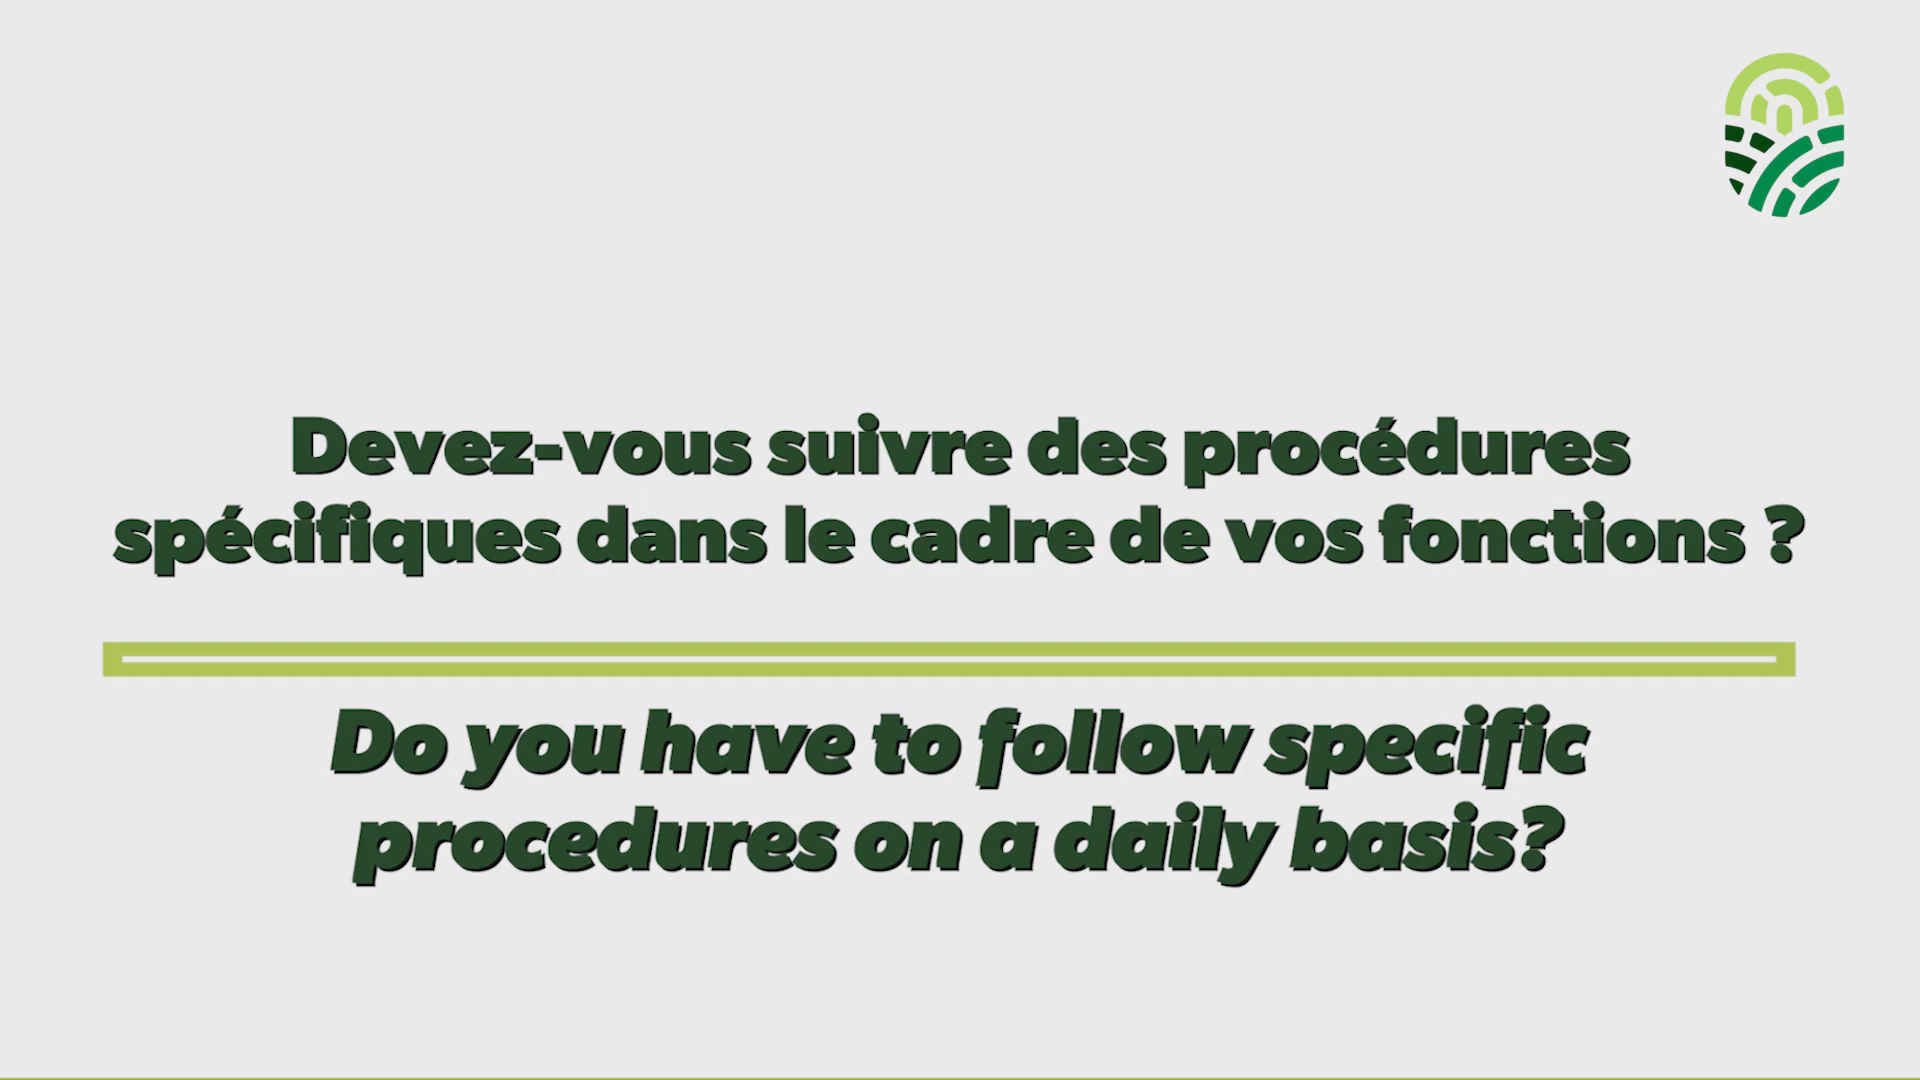 Devez-vous suivre des procédures
spécifiques dans le cadre de vos fonctions ?
Do you have to follow specific
procedures on a daily basis?